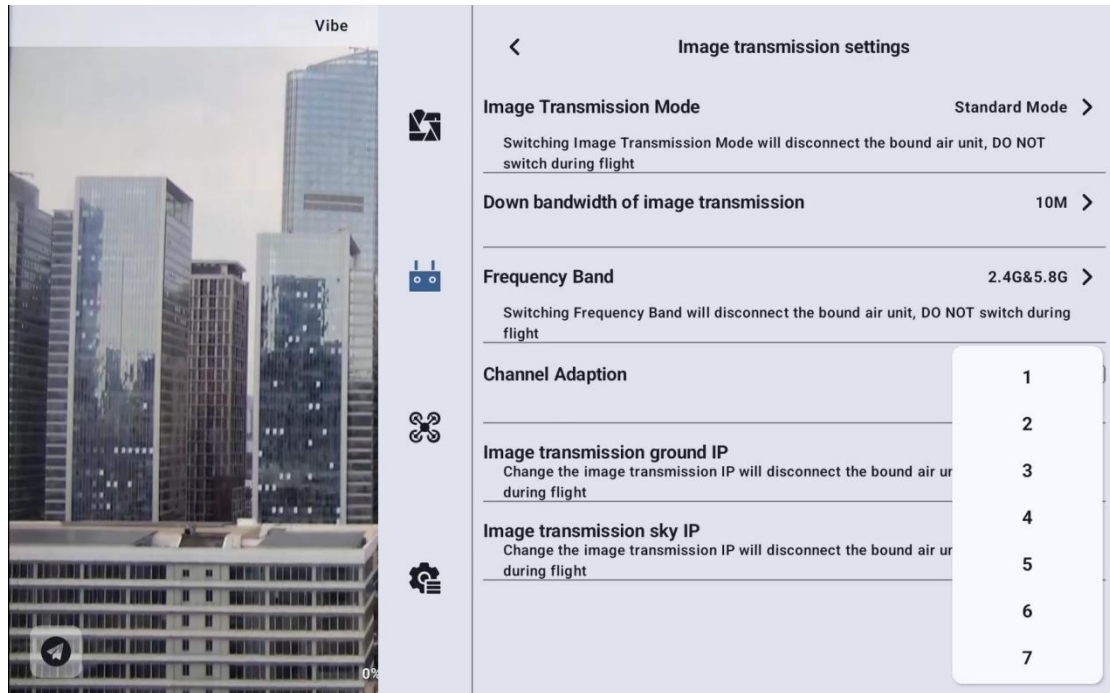 Vibe
Image transmission settings
Image Transmission Mode
Standard Mode
Switching Image Transmission Mode will disconnect the bound air unit, DO NOT
switch during flight
Down bandwidth of image transmission
10M
Frequency Band
2.4G&5.8G
Switching Frequency Band will disconnect the bound air unit, DO NOT switch during
flight
Channel Adaption
Image transmission ground IP
Change the image transmission IP will disconnect the bound air
during flight
Image transmission sky IP
Change the image transmission IP will disconnect the bound air
during flight
1
2
3
4
5
6
7
0%